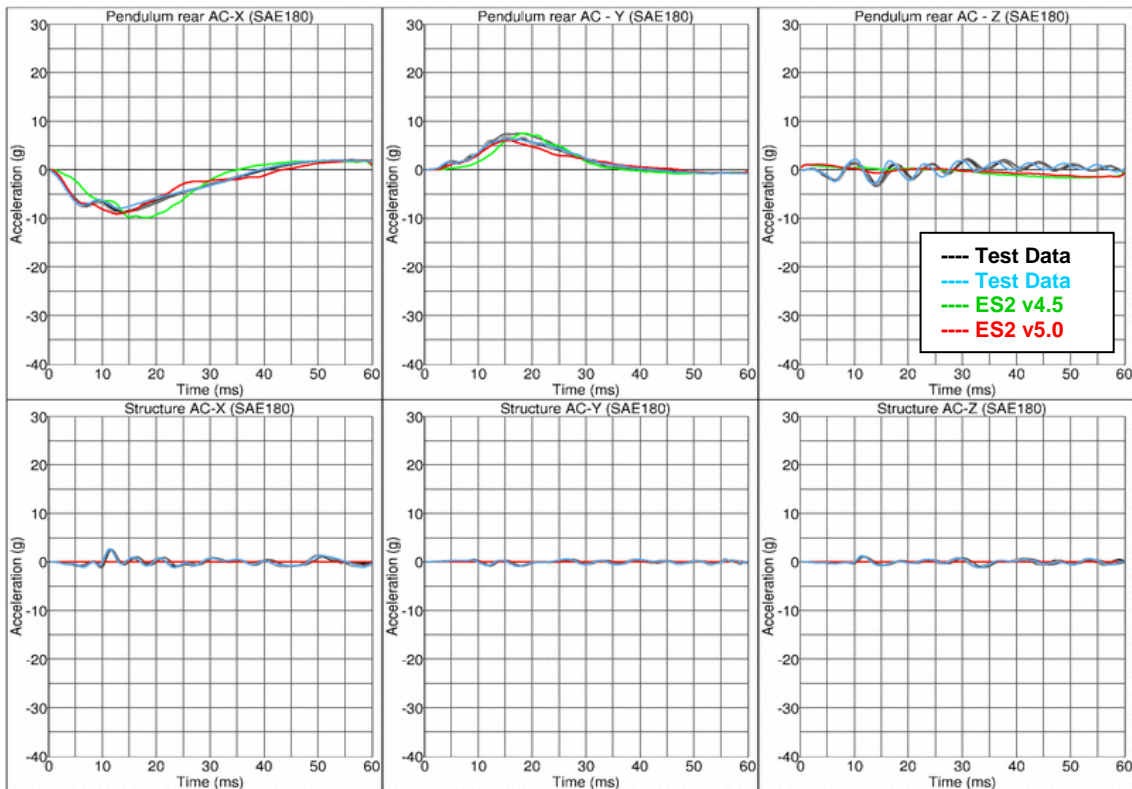 Pendulum rear AC-X (SAE180)
30
20
10
0
-10
-20
-30
-40
Acceleration (g)
0 10 20 30 40 50 60
Time (ms)
Pendulum rear AC - Y (SAE180)
30
20
10
0
-10
-20
-30
-40
Acceleration (g)
0 10 20 30 40 50 60
Time (ms)
Pendulum rear AC - Z (SAE180)
30
20
10
0
-10
-20
-30
-40
Acceleration (g)
0 10 20 30 40 50 60
Time (ms)
---- Test Data
---- Test Data
---- ES2 v4.5
---- ES2 v5.0
Structure AC-X (SAE180)
30
20
10
0
-10
-20
-30
-40
Acceleration (g)
0 10 20 30 40 50 60
Time (ms)
Structure AC-Y (SAE180)
30
20
10
0
-10
-20
-30
-40
Acceleration (g)
0 10 20 30 40 50 60
Time (ms)
Structure AC-Z (SAE180)
30
20
10
0
-10
-20
-30
-40
Acceleration (g)
0 10 20 30 40 50 60
Time (ms)